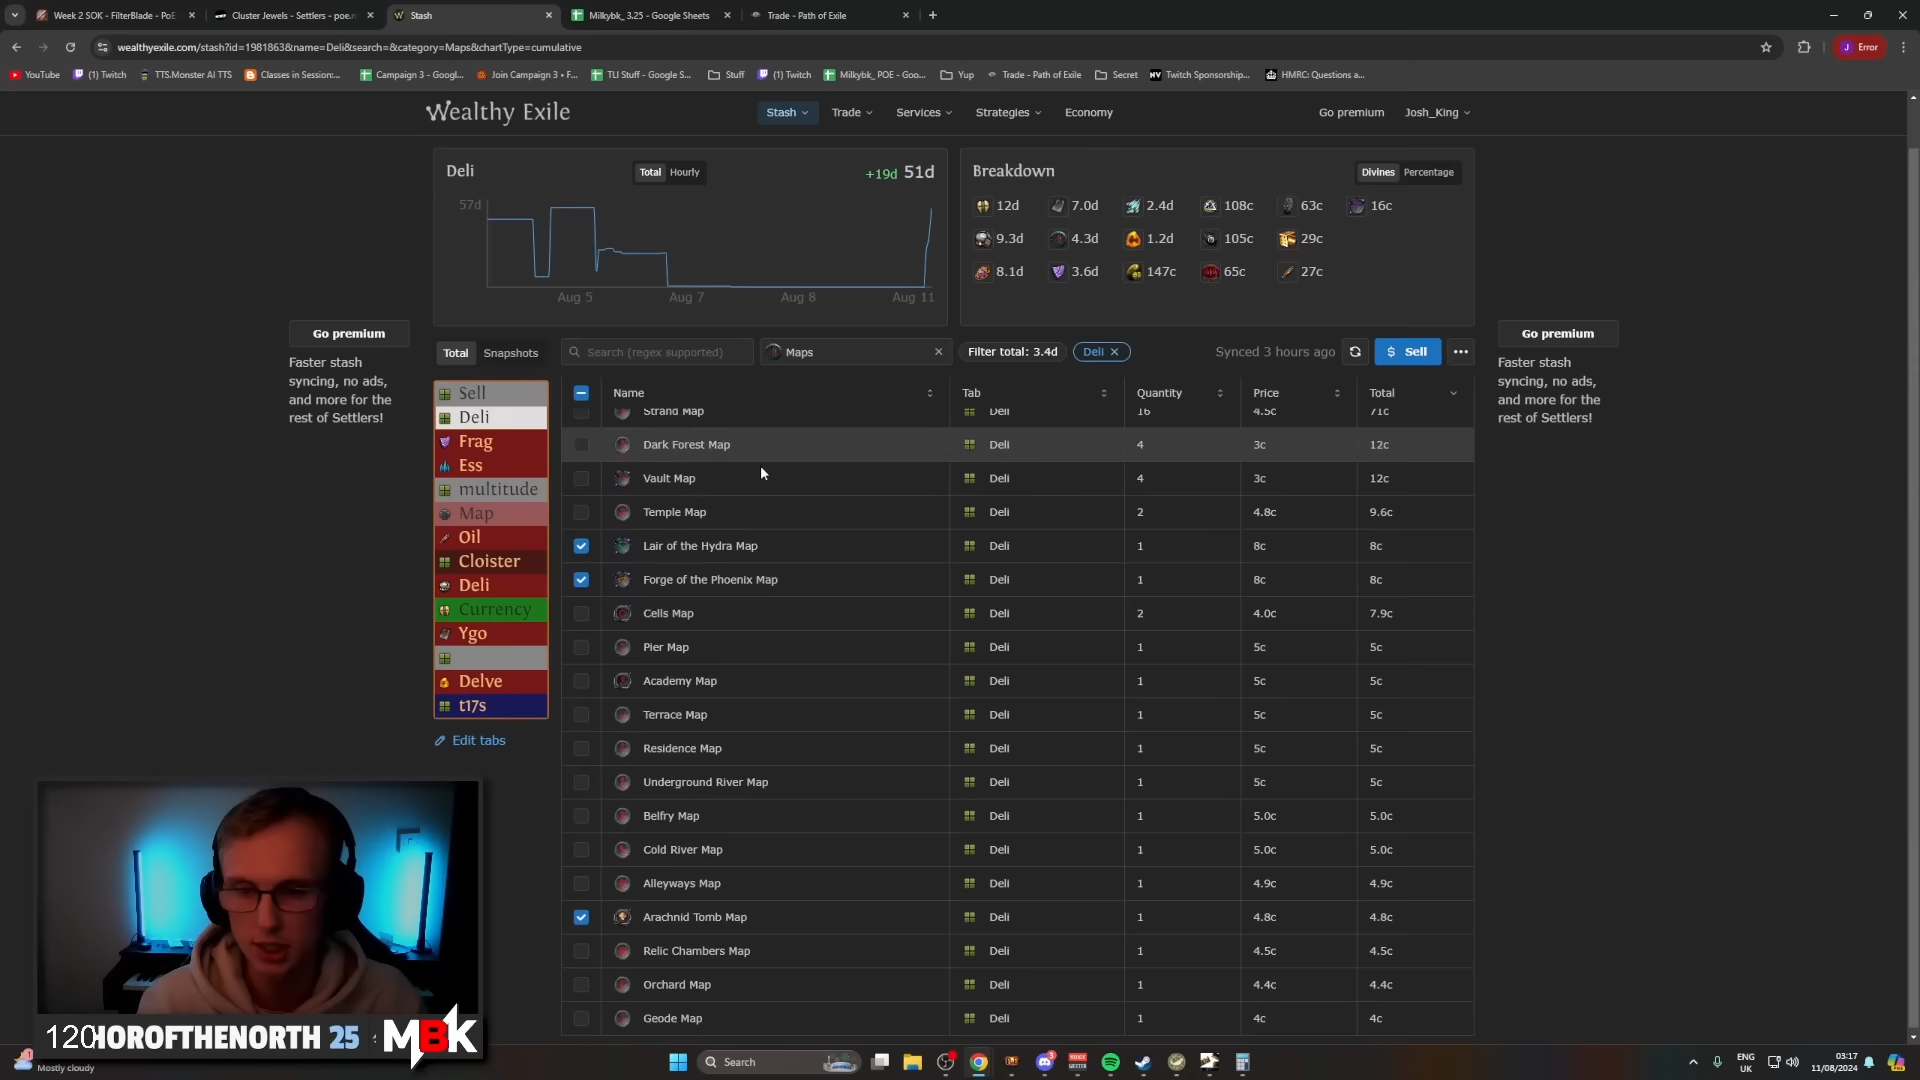 Week 2 SOK - FilterBlade - PoE
Cluster Jewels - Settlers - poe.n
Stash
Milkybk_ 3.25 - Google Sheets
Trade - Path of Exile
wealthyexile.com/stash?id=1981863&name=Deli&search=&category=Maps&chartType=cumulative
J Error
YouTube
(1) Twitch
TTS.Monster AI TTS
Classes in Session:...
Campaign 3 - Googl...
Join Campaign 3 • F...
TLI Stuff - Google S...
Stuff
(1) Twitch
Milkybk_ POE - Goo...
Yup
Trade - Path of Exile
Secret
Twitch Sponsorship...
HMRC: Questions a...
Wealthy Exile
Stash
Trade
Services
Strategies
Economy
Go premium
Josh_King
Deli
Total Hourly
+19d 51d
57d
Aug 5 Aug 7 Aug 8 Aug 11
Breakdown
Divines Percentage
12d 7.0d 2.4d 108c 63c 16c
9.3d 4.3d 1.2d 105c 29c
8.1d 3.6d 147c 65c 27c
Go premium
Faster stash
syncing, no ads,
and more for the
rest of Settlers!
Go premium
Faster stash
syncing, no ads,
and more for the
rest of Settlers!
Total Snapshots
Search (regex supported)
Maps
Filter total: 3.4d
Deli
Synced 3 hours ago
$ Sell
Sell
Deli
Frag
Ess
multitude
Map
Oil
Cloister
Deli
Currency
Ygo
Delve
t17s
Edit tabs
Name Tab Quantity Price Total
Strand Map Deli 16 4.5c 71c
Dark Forest Map Deli 4 3c 12c
Vault Map Deli 4 3c 12c
Temple Map Deli 2 4.8c 9.6c
Lair of the Hydra Map Deli 1 8c 8c
Forge of the Phoenix Map Deli 1 8c 8c
Cells Map Deli 2 4.0c 7.9c
Pier Map Deli 1 5c 5c
Academy Map Deli 1 5c 5c
Terrace Map Deli 1 5c 5c
Residence Map Deli 1 5c 5c
Underground River Map Deli 1 5c 5c
Belfry Map Deli 1 5.0c 5.0c
Cold River Map Deli 1 5.0c 5.0c
Alleyways Map Deli 1 4.9c 4.9c
Arachnid Tomb Map Deli 1 4.8c 4.8c
Relic Chambers Map Deli 1 4.5c 4.5c
Orchard Map Deli 1 4.4c 4.4c
Geode Map Deli 1 4c 4c
120HOROFTHENORTH 25
MBK
Mostly cloudy
Search
ENG
UK
03:17
11/08/2024